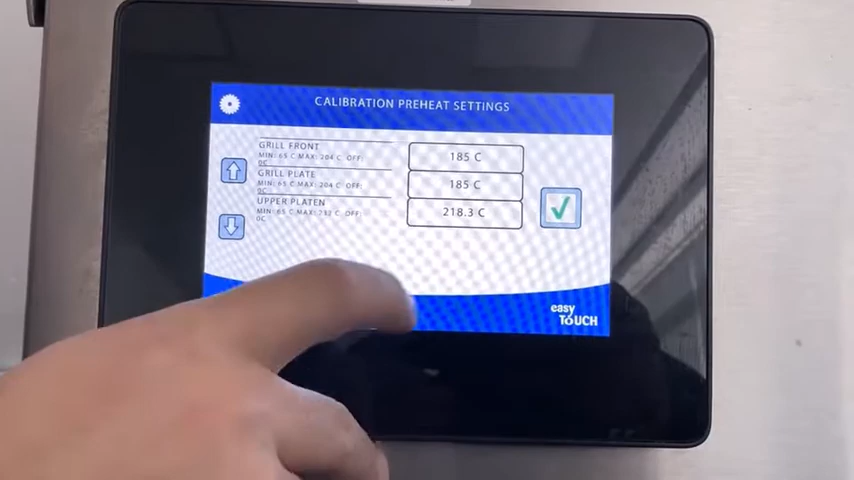 CALIBRATION PREHEAT SETTINGS
GRILL FRONT
MIN: 65 C MAX: 204 C OFF:
0C
185 C
GRILL PLATE
MIN: 65 C MAX: 204 C OFF:
0C
185 C
UPPER PLATEN
MIN: 65 C MAX: 232 C OFF:
0C
218.3 C
easy
TOUCH